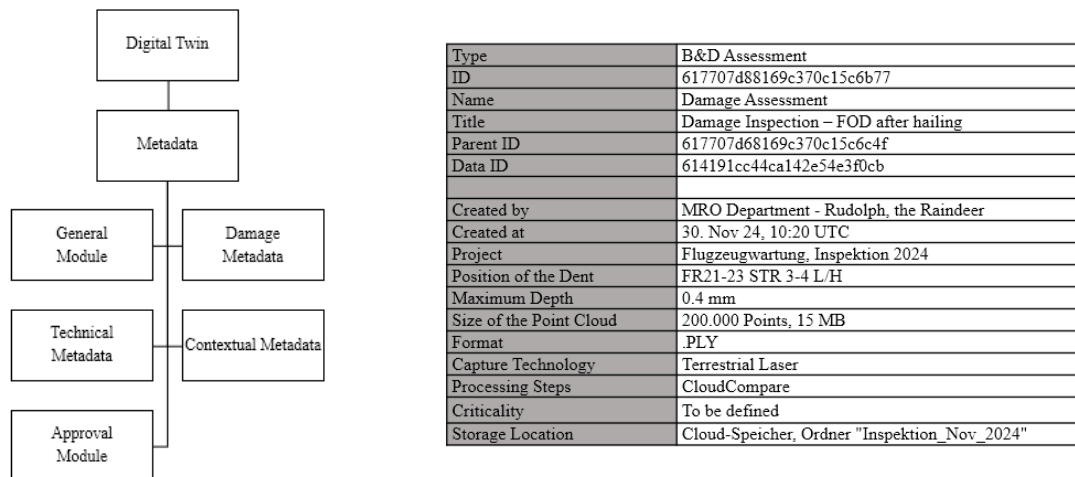 Digital Twin
Metadata
General
Module
Damage
Metadata
Technical
Metadata
Contextual Metadata
Approval
Module
Type B&D Assessment
ID 617707d88169c370c15c6b77
Name Damage Assessment
Title Damage Inspection – FOD after hailing
Parent ID 617707d68169c370c15c6c4f
Data ID 614191cc44ca142e54e3f0cb
Created by MRO Department - Rudolph, the Raindeer
Created at 30. Nov 24, 10:20 UTC
Project Flugzeugwartung, Inspektion 2024
Position of the Dent FR21-23 STR 3-4 L/H
Maximum Depth 0.4 mm
Size of the Point Cloud 200.000 Points, 15 MB
Format .PLY
Capture Technology Terrestrial Laser
Processing Steps CloudCompare
Criticality To be defined
Storage Location Cloud-Speicher, Ordner "Inspektion_Nov_2024"